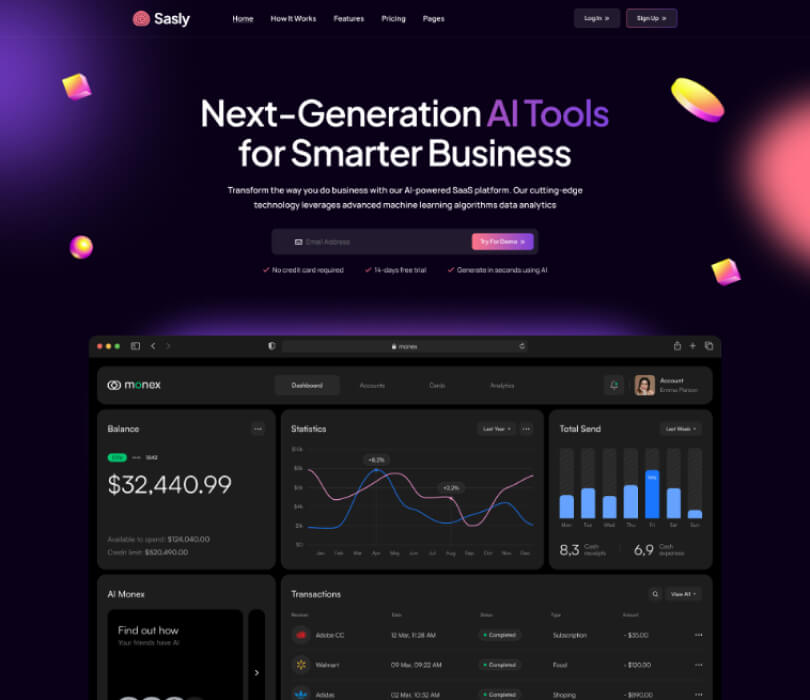 Sasly
Home How It Works Features Pricing Pages
Log In » Sign Up »
Next-Generation AI Tools
for Smarter Business
Transform the way you do business with our AI-powered SaaS platform. Our cutting-edge
technology leverages advanced machine learning algorithms data analytics
Email Address
Try For Demo »
No credit card required 14-days free trial Generate in seconds using AI
monex
monex
Dashboard Accounts Cards Analytics
Account
Emma
Balance
$32,440.99
Available to spend: $124,040.00
Credit limit: $520,490.00
Statistics
Last Year
$8k
+8,2%
$6k
+2,2%
$4k
$0
Jan Feb Mar Apr May Jun Jul Aug Sep Oct Nov Dec
Total Send
Last Week
Mon Tue Wed Thu Fri Sat Sun
8,3 Cash receipts
6,9 Cash expenses
AI Monex
Find out how
Your friends have AI
Transactions
View All
Receiver Date Status Type Amount
Adobe CC 12 Mar, 11:28 AM Completed Subscription - $35.00
Walmart 09 Mar, 09:22 AM Completed Food - $120.00
Adidas 02 Mar, 10:32 AM Completed Shoping - $890.00